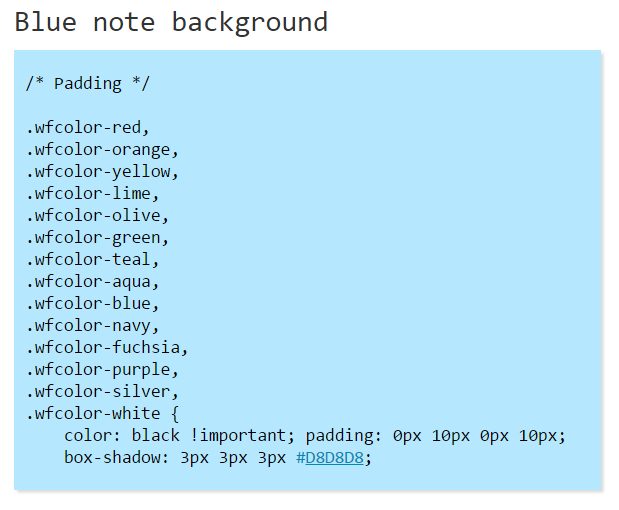 Blue note background
/* Padding */
.wfcolor-red,
.wfcolor-orange,
.wfcolor-yellow,
.wfcolor-lime,
.wfcolor-olive,
.wfcolor-green,
.wfcolor-teal,
.wfcolor-aqua,
.wfcolor-blue,
.wfcolor-navy,
.wfcolor-fuchsia,
.wfcolor-purple,
.wfcolor-silver,
.wfcolor-white {
    color: black !important; padding: 0px 10px 0px 10px;
    box-shadow: 3px 3px 3px #D8D8D8;